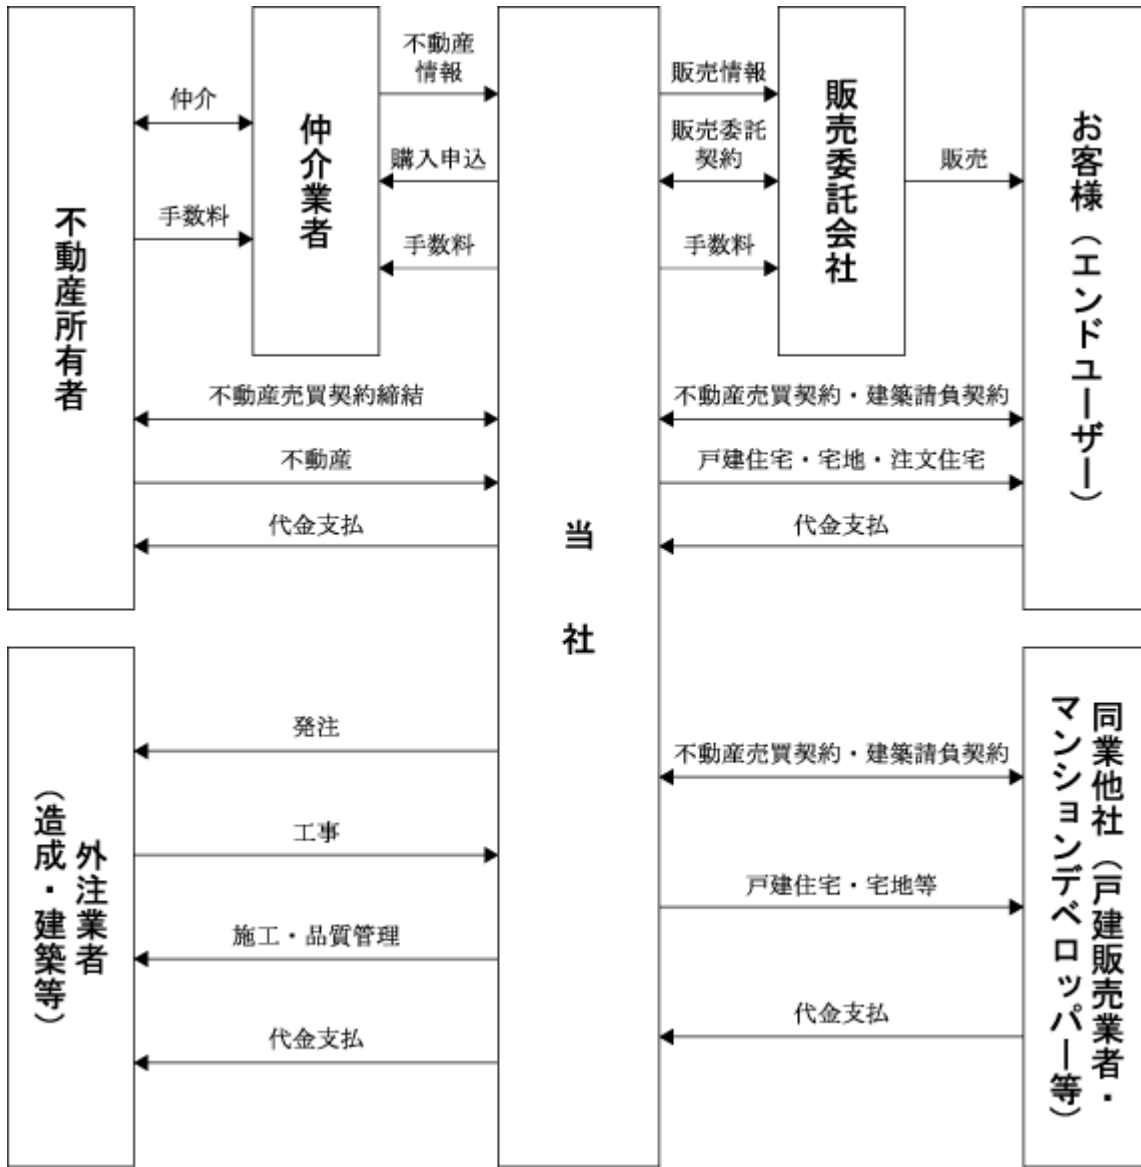 不動産所有者
仲介
手数料
仲介業者
不動産
情報
購入申込
手数料
当社
販売情報
販売委託
契約
手数料
販売委託会社
販売
お客様（エンドユーザー）
不動産売買契約締結
不動産
代金支払
不動産売買契約・建築請負契約
戸建住宅・宅地・注文住宅
代金支払
外注業者
（造成・建築等）
発注
工事
施工・品質管理
代金支払
不動産売買契約・建築請負契約
戸建住宅・宅地等
代金支払
同業他社（戸建販売業者・
マンションデベロッパー等）